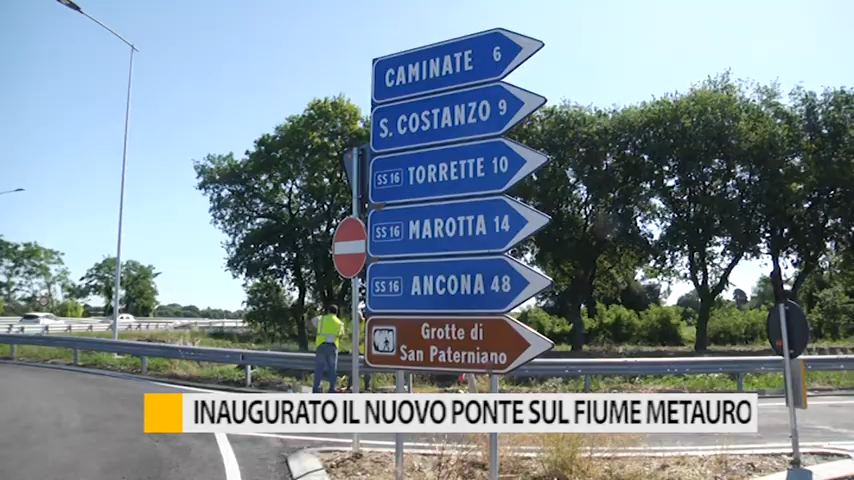 CAMINATE 6
S. COSTANZO 9
SS 16 TORRETTE 10
SS 16 MAROTTA 14
SS 16 ANCONA 48
Grotte di
San Paterniano
INAUGURATO IL NUOVO PONTE SUL FIUME METAURO